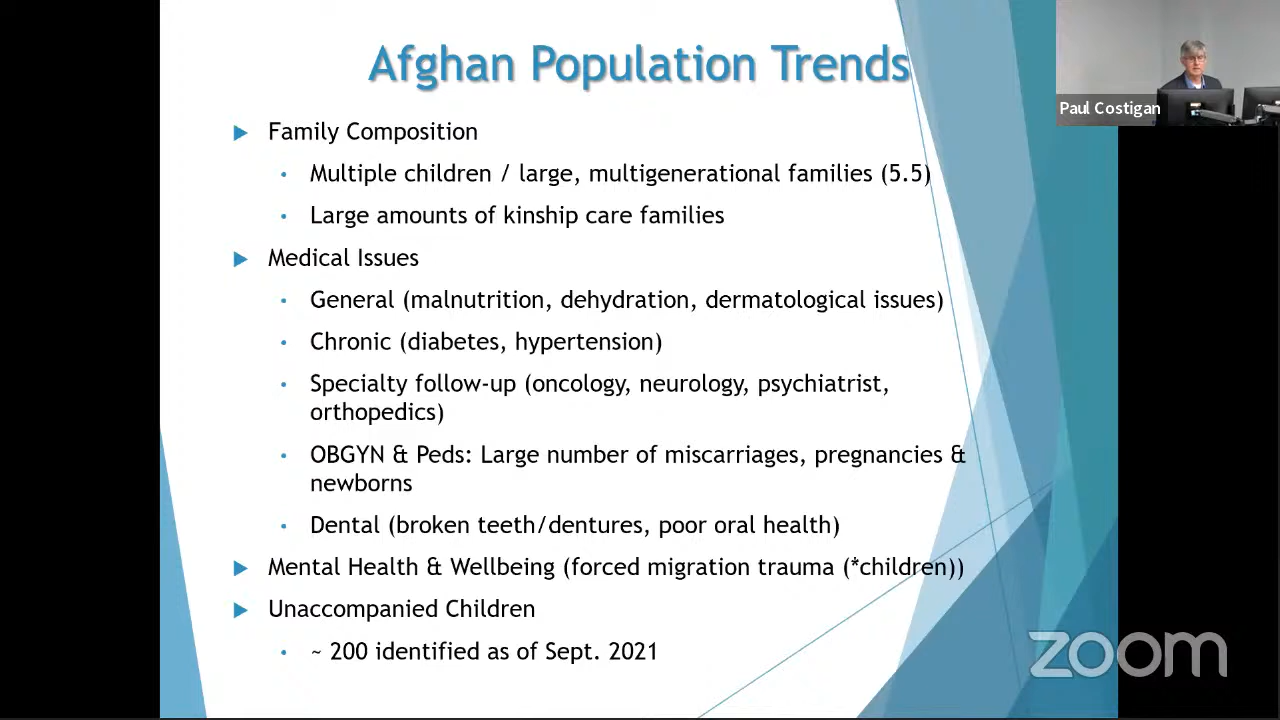 Afghan Population Trends
Paul Costigan
Family Composition
Multiple children / large, multigenerational families (5.5)
Large amounts of kinship care families
Medical Issues
General (malnutrition, dehydration, dermatological issues)
Chronic (diabetes, hypertension)
Specialty follow-up (oncology, neurology, psychiatrist,
orthopedics)
OBGYN & Peds: Large number of miscarriages, pregnancies &
newborns
Dental (broken teeth/dentures, poor oral health)
Mental Health & Wellbeing (forced migration trauma (*children))
Unaccompanied Children
~ 200 identified as of Sept. 2021
zoom